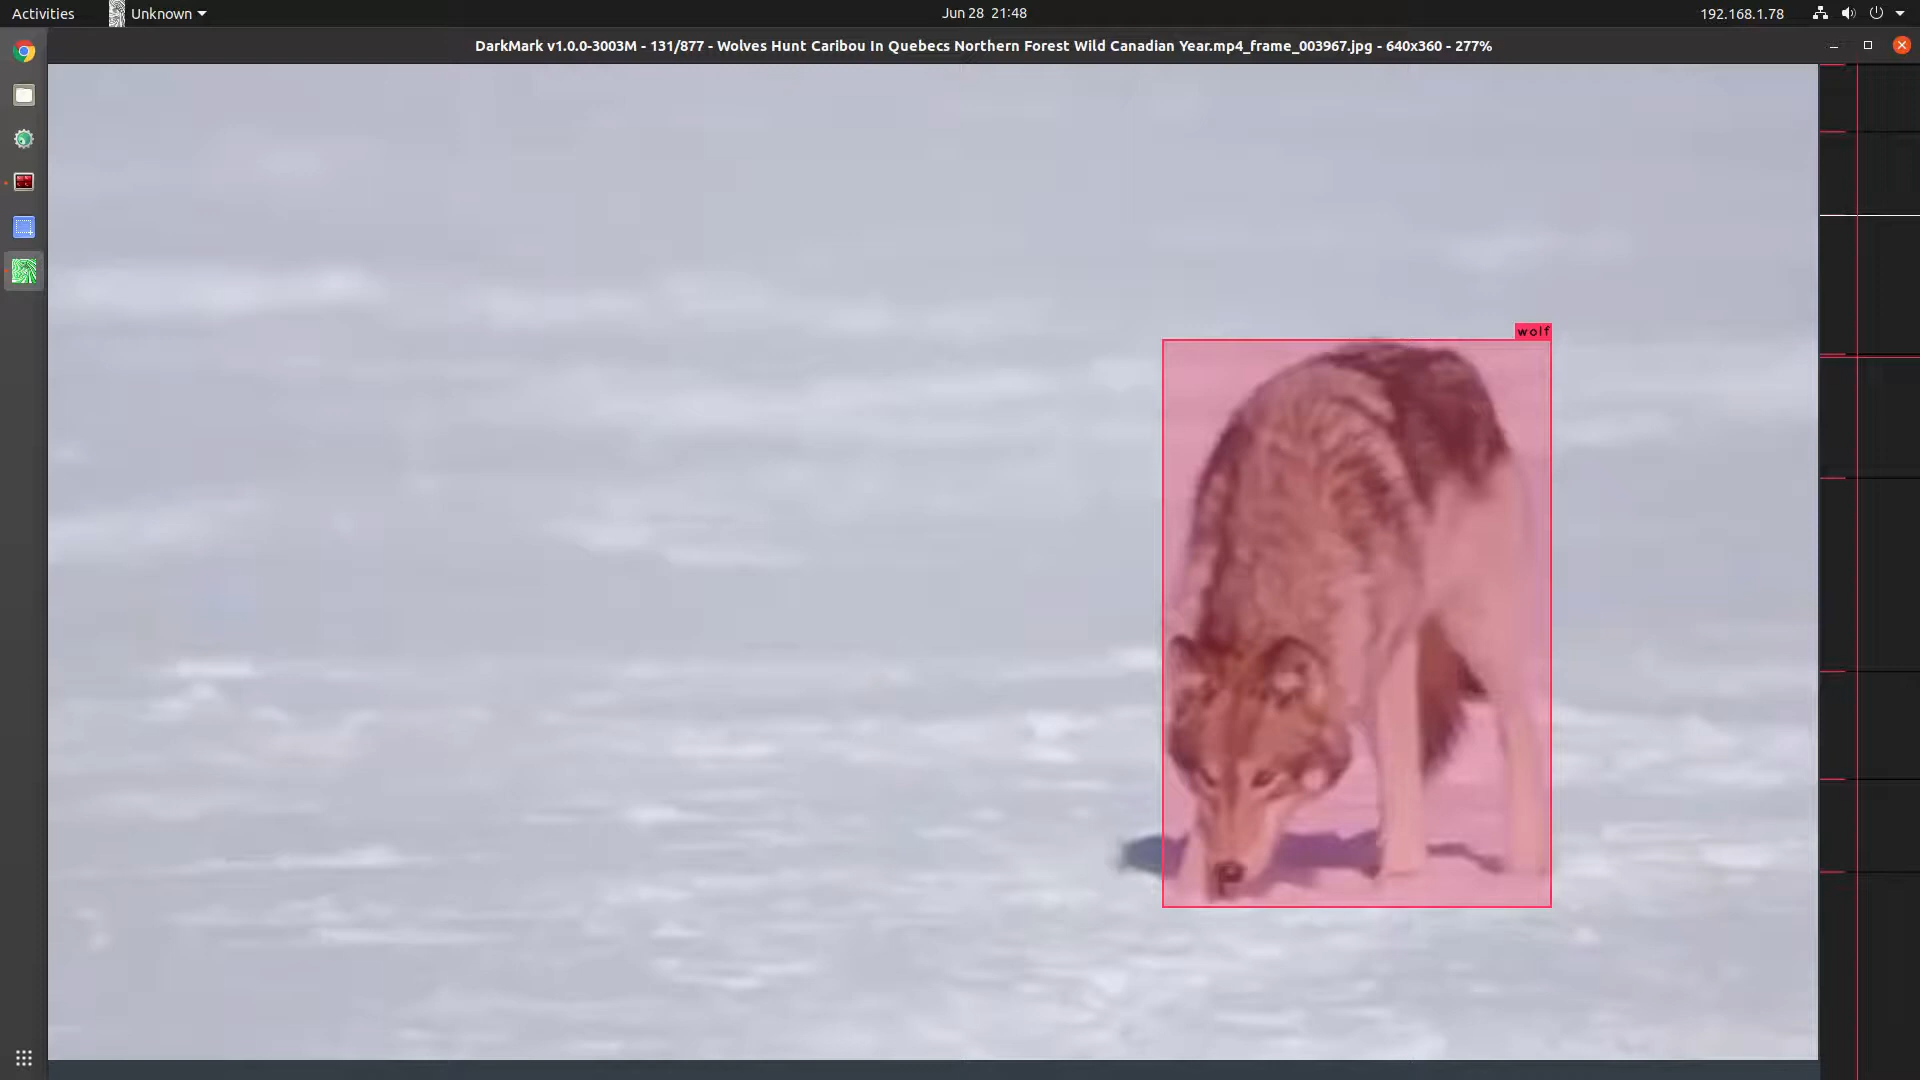 Activities
Unknown
Jun 28 21:48
192.168.1.78
DarkMark v1.0.0-3003M - 131/877 - Wolves Hunt Caribou In Quebecs Northern Forest Wild Canadian Year.mp4_frame_003967.jpg - 640x360 - 277%
wolf